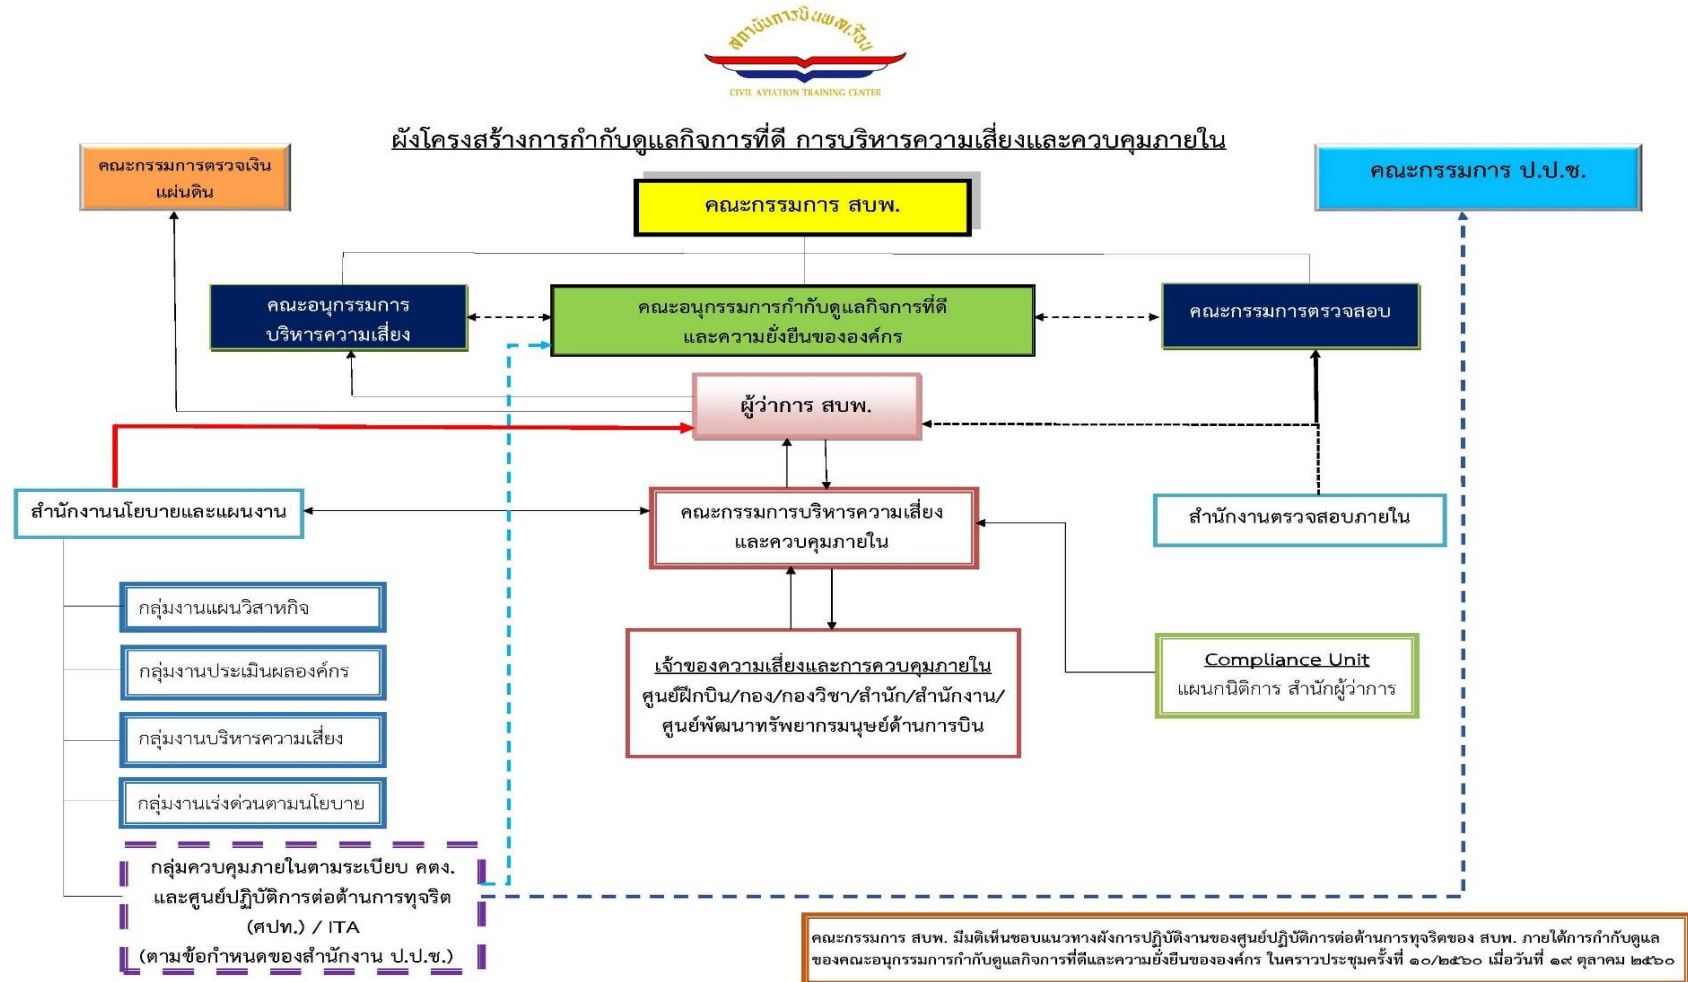 สถาบันการบินพลเรือน
CIVIL AVIATION TRAINING CENTER
ผังโครงสร้างการกำกับดูแลกิจการที่ดี การบริหารความเสี่ยงและควบคุมภายใน
คณะกรรมการตรวจเงิน
แผ่นดิน
คณะกรรมการ ป.ป.ช.
คณะกรรมการ สบพ.
คณะอนุกรรมการ
บริหารความเสี่ยง
คณะอนุกรรมการกำกับดูแลกิจการที่ดี
และความยั่งยืนขององค์กร
คณะกรรมการตรวจสอบ
ผู้ว่าการ สบพ.
สำนักงานนโยบายและแผนงาน
คณะกรรมการบริหารความเสี่ยง
และควบคุมภายใน
สำนักงานตรวจสอบภายใน
กลุ่มงานแผนวิสาหกิจ
กลุ่มงานประเมินผลองค์กร
กลุ่มงานบริหารความเสี่ยง
กลุ่มงานเร่งด่วนตามนโยบาย
เจ้าของความเสี่ยงและการควบคุมภายใน
ศูนย์ฝึกบิน/กอง/กองวิชา/สำนัก/สำนักงาน/
ศูนย์พัฒนาทรัพยากรมนุษย์ด้านการบิน
Compliance Unit
แผนกนิติการ สำนักผู้ว่าการ
กลุ่มควบคุมภายในตามระเบียบ คตง.
และศูนย์ปฏิบัติการต่อต้านการทุจริต
(ศปท.) / ITA
(ตามข้อกำหนดของสำนักงาน ป.ป.ช.)
คณะกรรมการ สบพ. มีมติเห็นชอบแนวทางผังการปฏิบัติงานของศูนย์ปฏิบัติการต่อต้านการทุจริตของ สบพ. ภายใต้การกำกับดูแล
ของคณะอนุกรรมการกำกับดูแลกิจการที่ดีและความยั่งยืนขององค์กร ในคราวประชุมครั้งที่ ๑๐/๒๕๖๐ เมื่อวันที่ ๑๙ ตุลาคม ๒๕๖๐